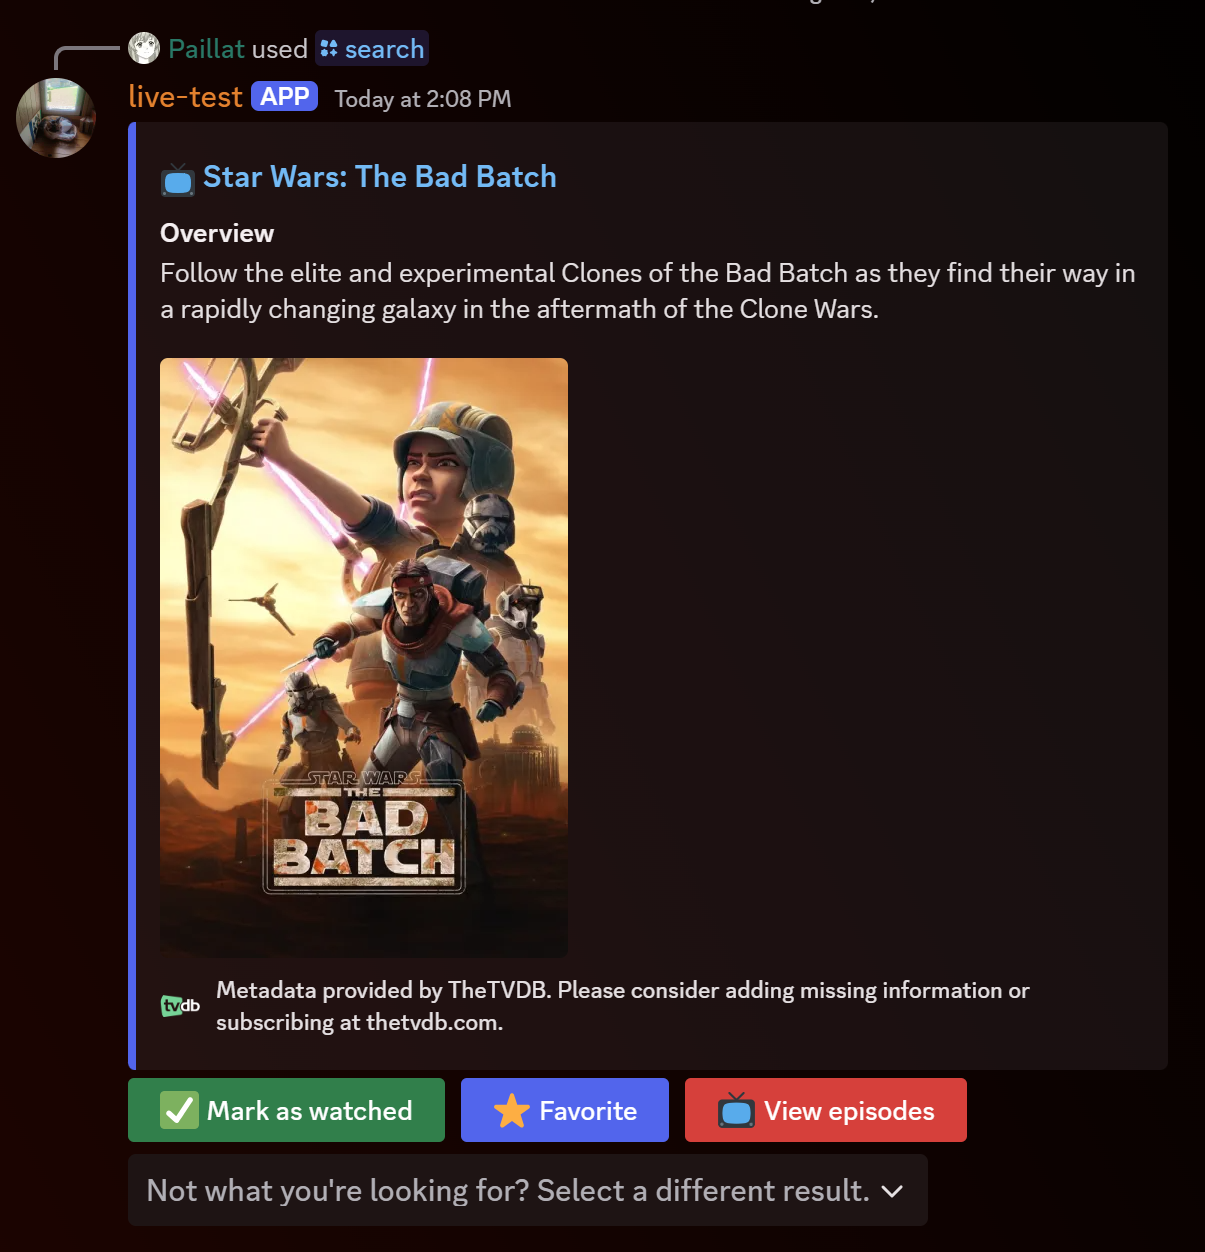 Paillat used search
live-test APP Today at 2:08 PM
Star Wars: The Bad Batch
Overview
Follow the elite and experimental Clones of the Bad Batch as they find their way in
a rapidly changing galaxy in the aftermath of the Clone Wars.
STAR WARS
THE
BAD
BATCH
tvdb
Metadata provided by TheTVDB. Please consider adding missing information or
subscribing at thetvdb.com.
Mark as watched
Favorite
View episodes
Not what you're looking for? Select a different result.